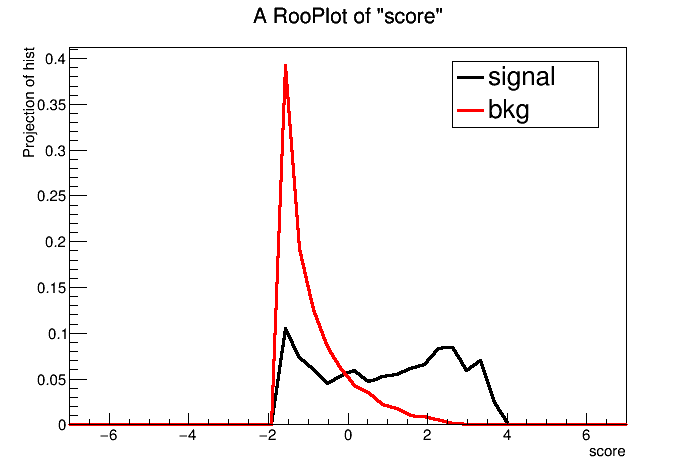 A RooPlot of "score"
Projection of hist
0.4
0.35
0.3
0.25
0.2
0.15
0.1
0.05
0
signal
bkg
−6 −4 −2 0 2 4 6
score